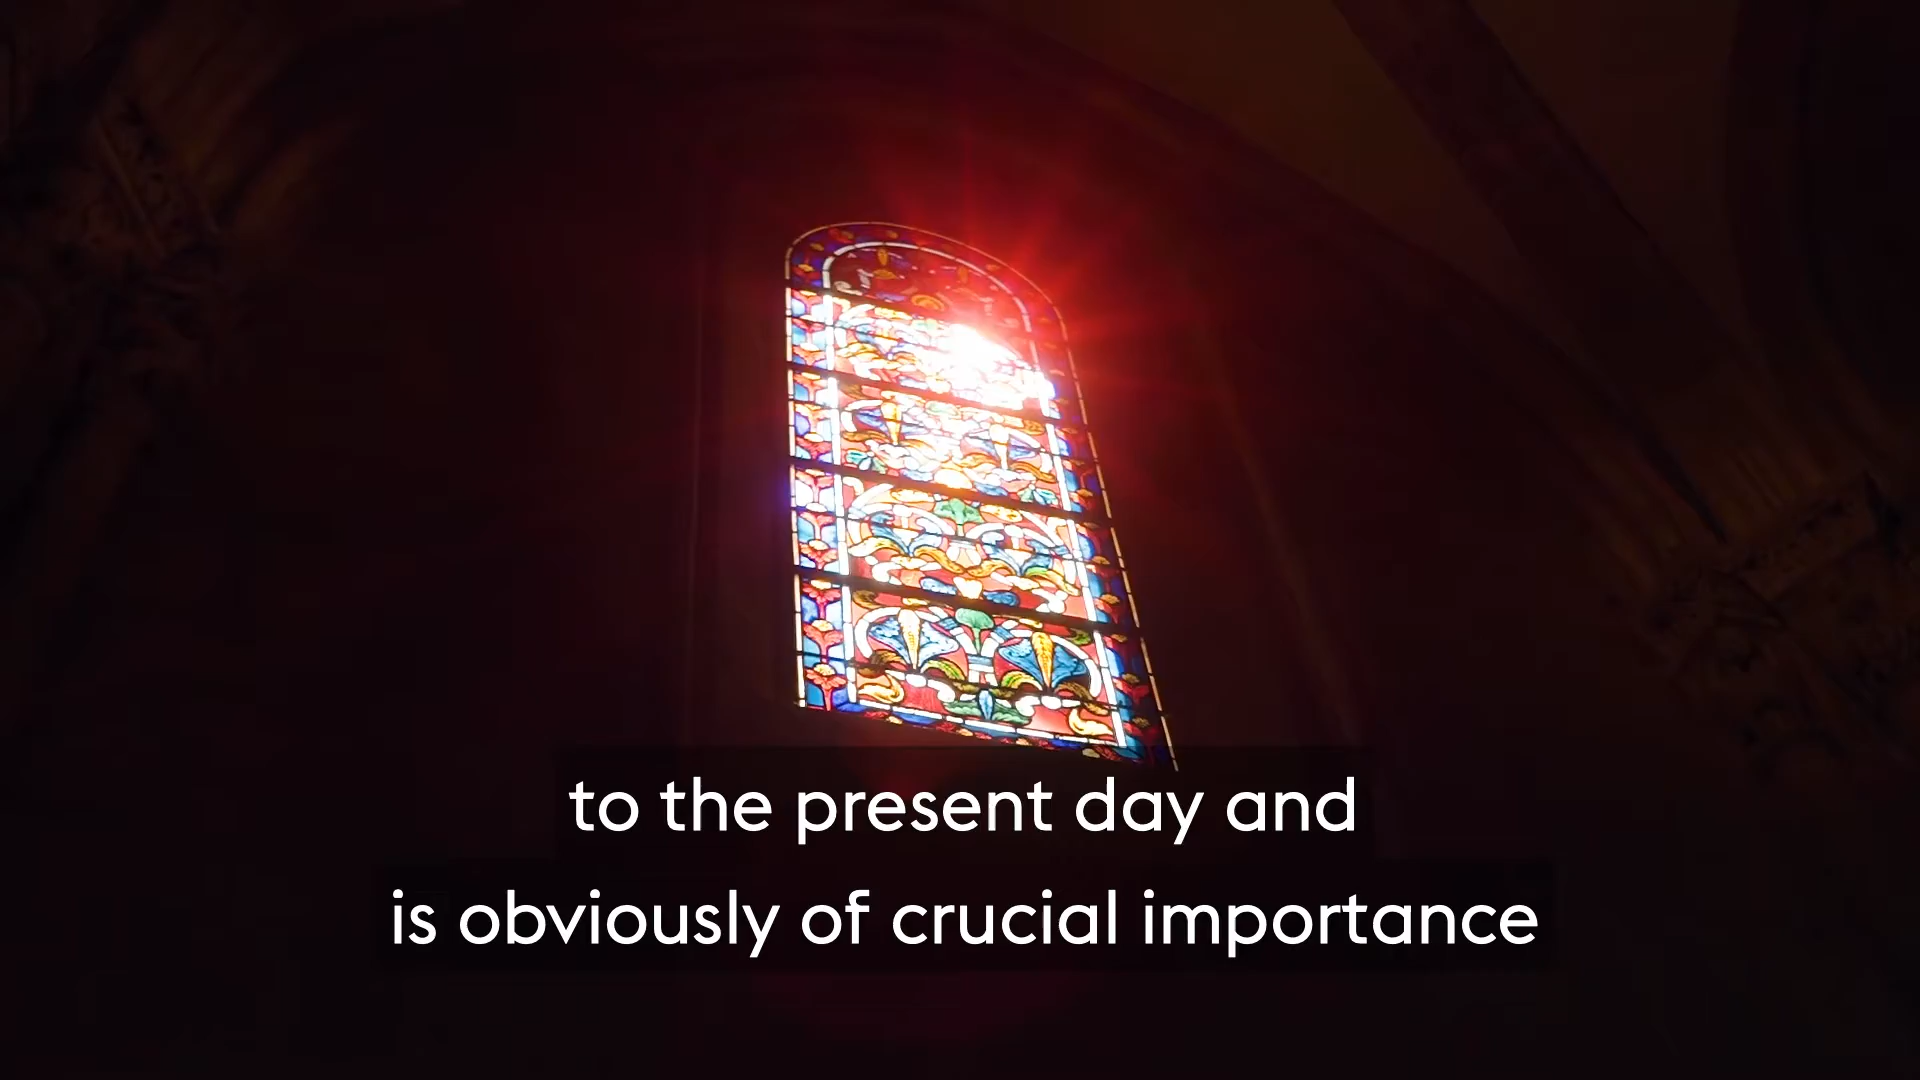 to the present day and
is obviously of crucial importance